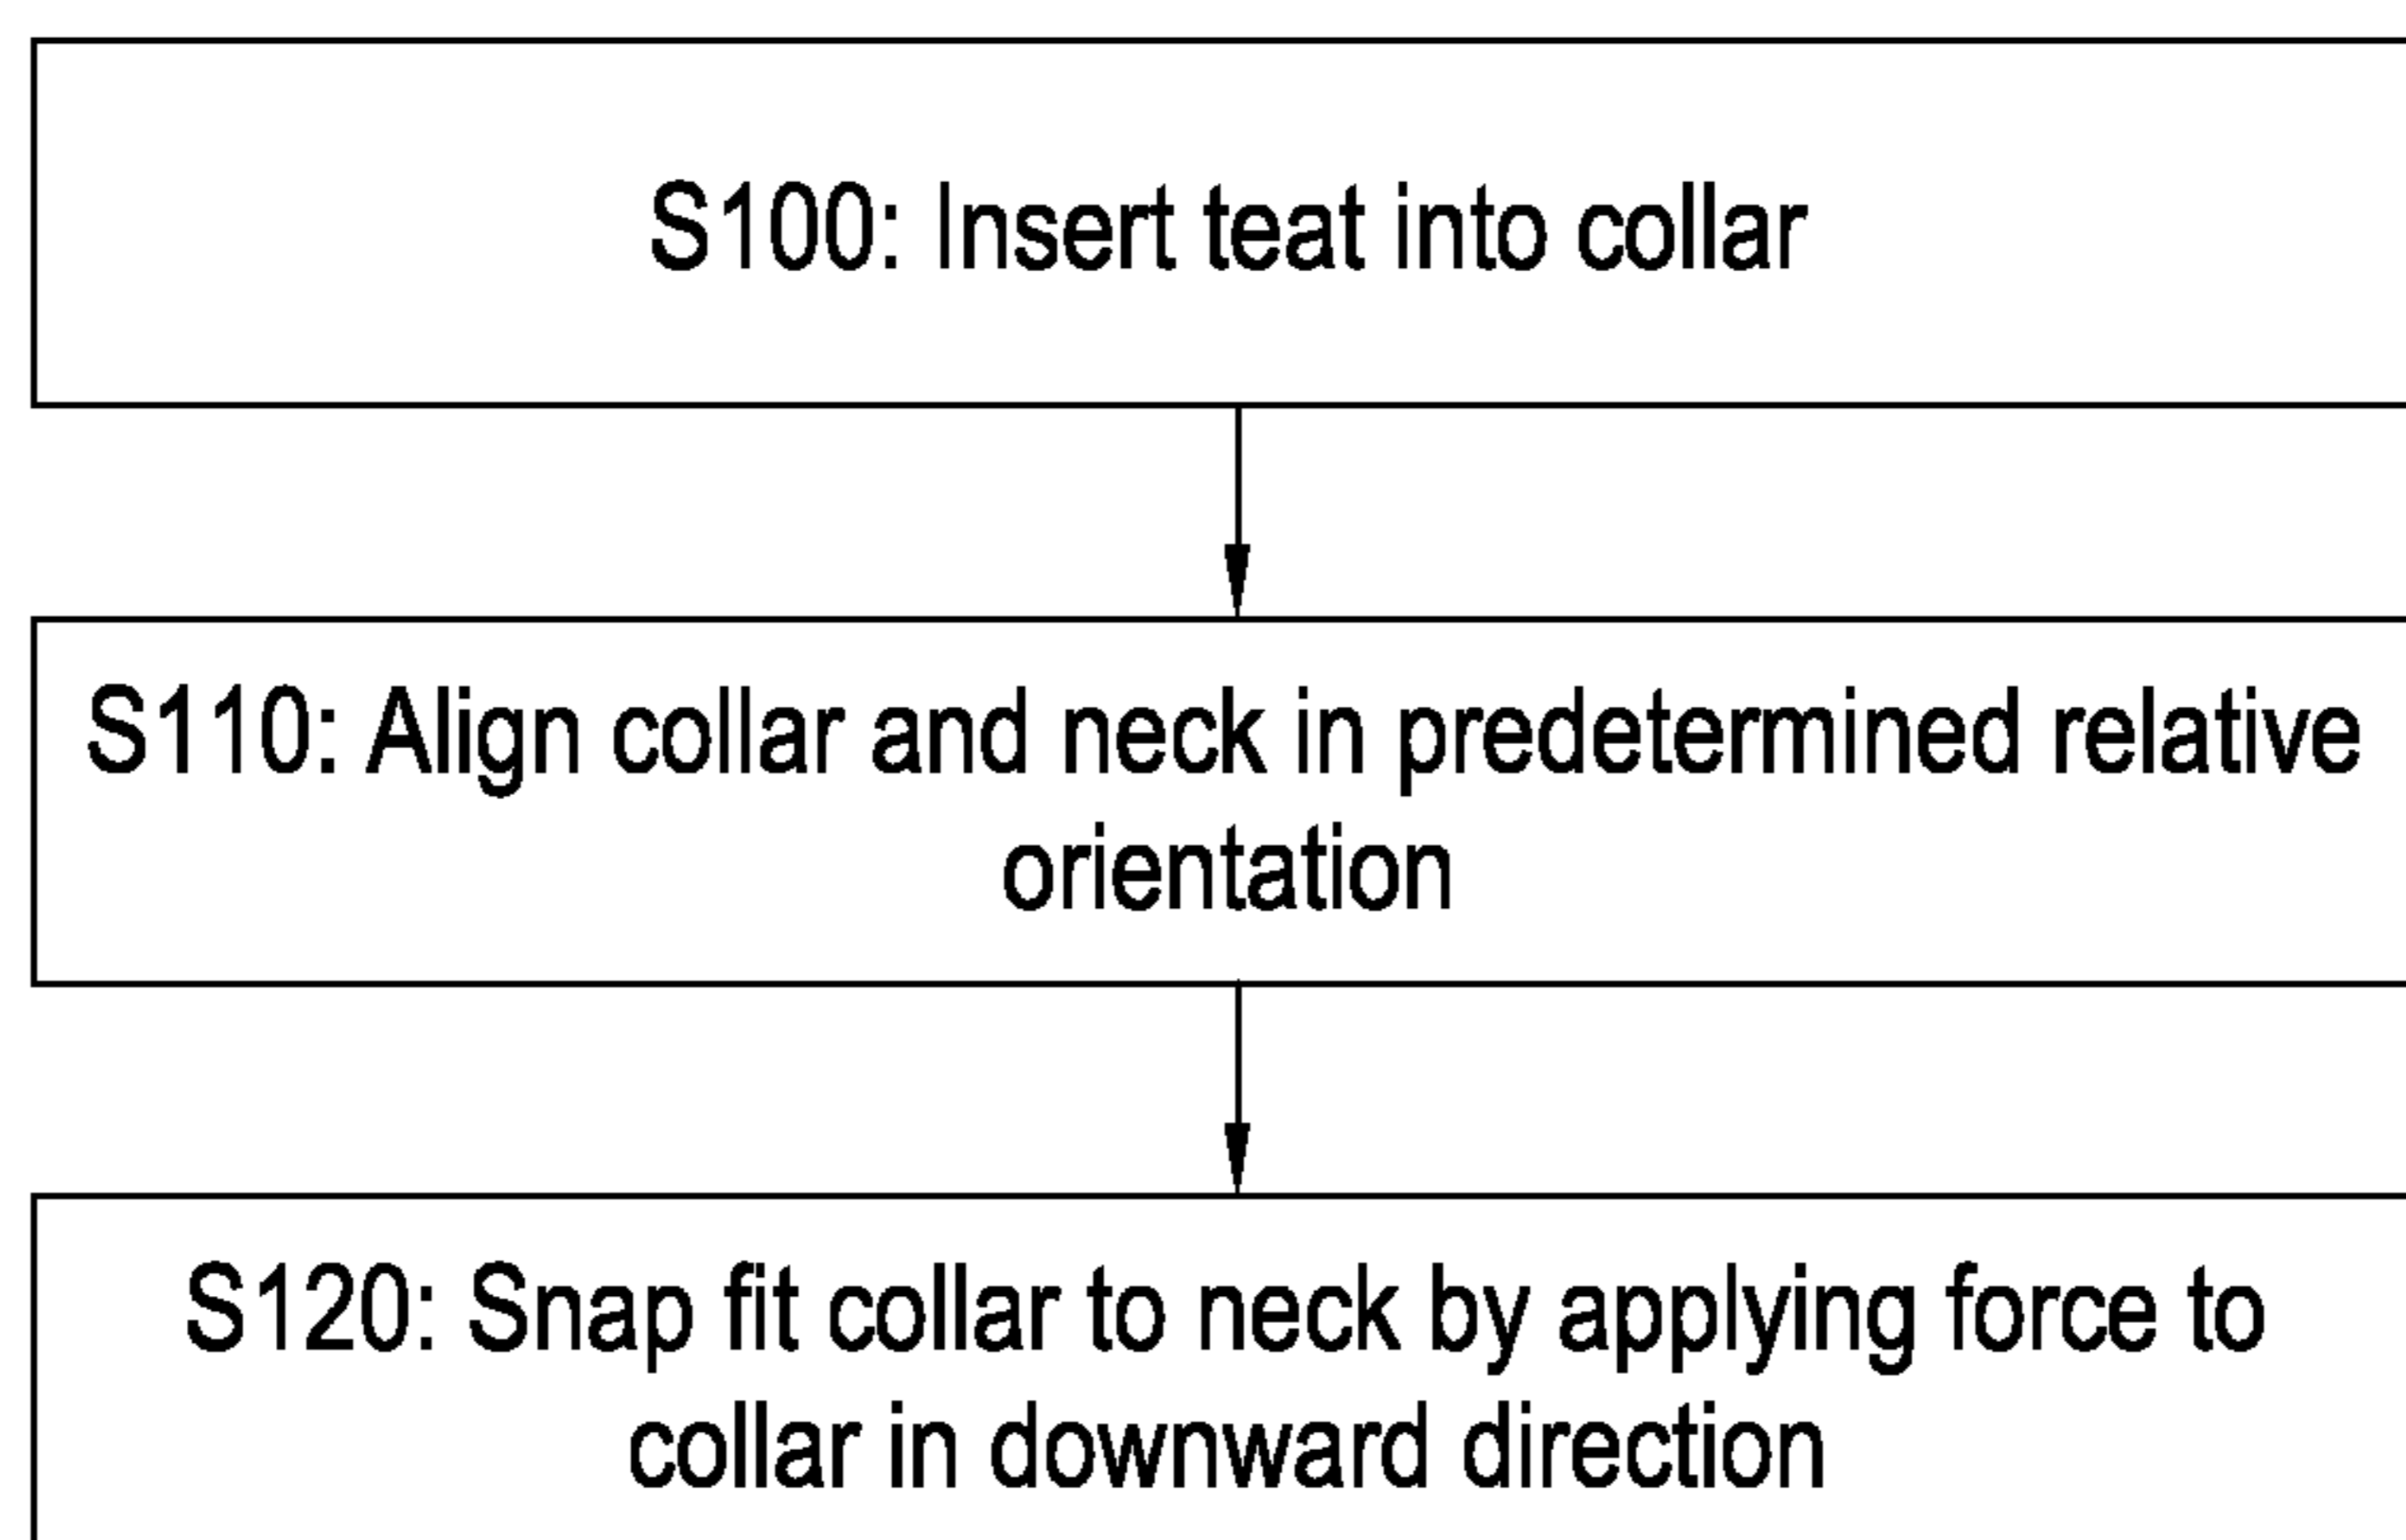 S100: Insert teat into collar
S110: Align collar and neck in predetermined relative
orientation
S120: Snap fit collar to neck by applying force to
collar in downward direction